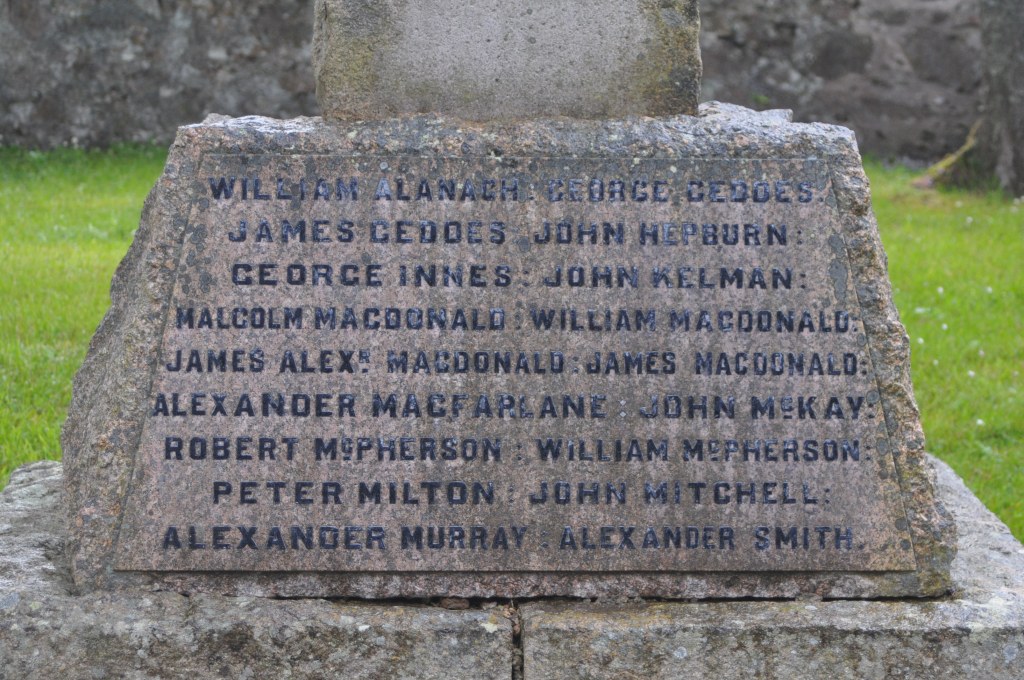 WILLIAM ALANACH : GEORGE GEDDES :
JAMES GEDDES : JOHN HEPBURN :
GEORGE INNES : JOHN KELMAN :
MALCOLM MACDONALD : WILLIAM MACDONALD :
JAMES ALEXR. MACDONALD : JAMES MACDONALD :
ALEXANDER MACFARLANE : JOHN MCKAY :
ROBERT MCPHERSON : WILLIAM MCPHERSON :
PETER MILTON : JOHN MITCHELL :
ALEXANDER MURRAY : ALEXANDER SMITH .